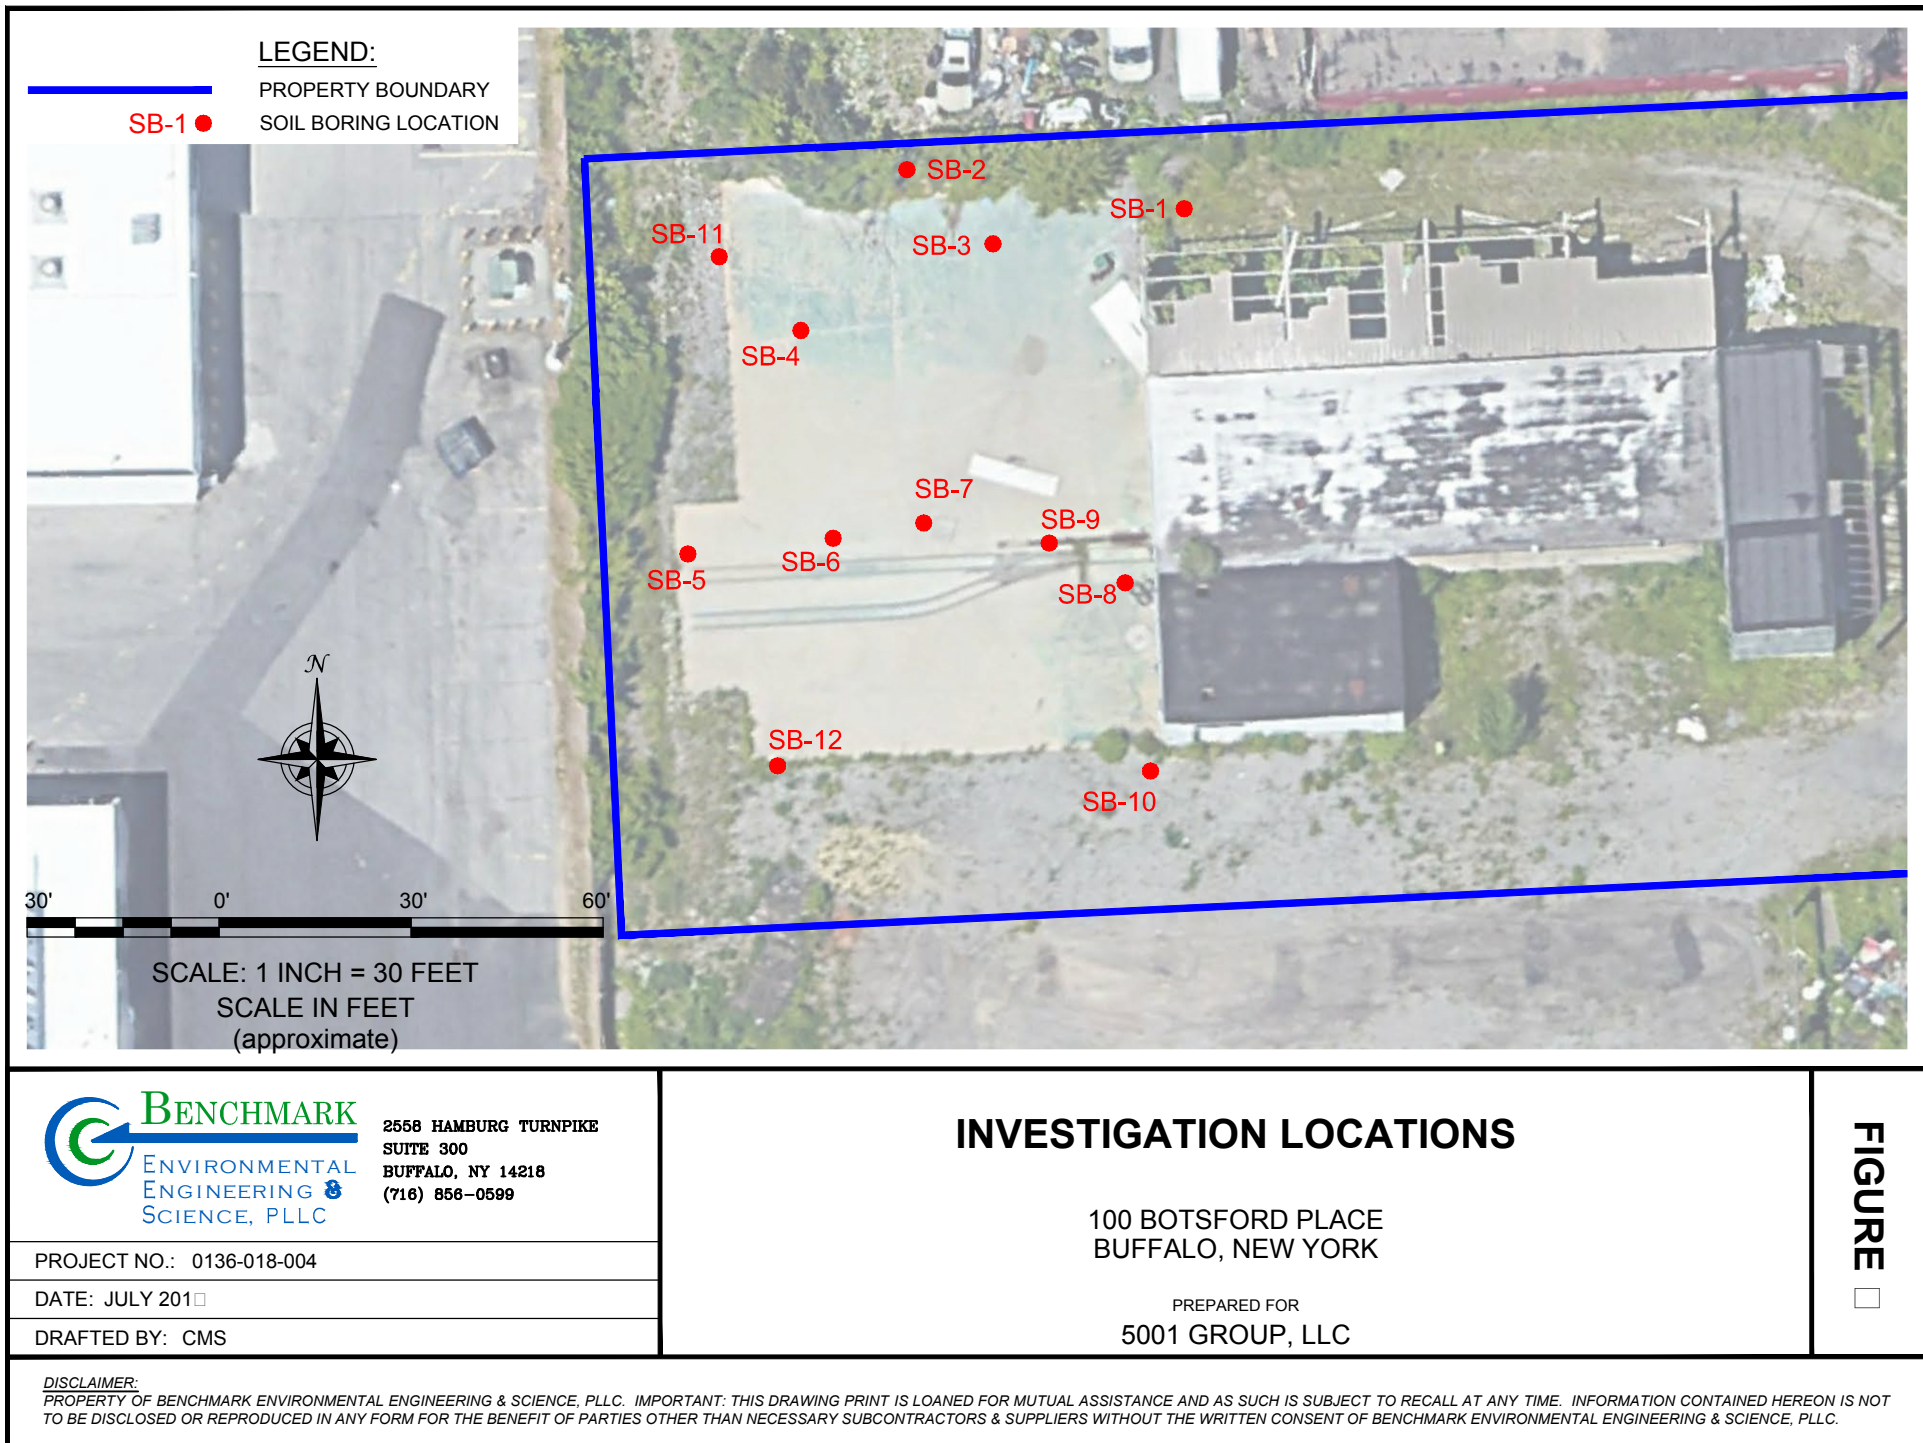 LEGEND:
PROPERTY BOUNDARY
SB-1
SOIL BORING LOCATION
SB-2
SB-1
SB-11
SB-3
SB-4
SB-7
SB-9
SB-6
SB-5
SB-8
SB-12
SB-10
N
30' 0' 30' 60'
SCALE: 1 INCH = 30 FEET
SCALE IN FEET
(approximate)
BENCHMARK
ENVIRONMENTAL
ENGINEERING &
SCIENCE, PLLC
2558 HAMBURG TURNPIKE
SUITE 300
BUFFALO, NY 14218
(716) 856-0599
PROJECT NO.: 0136-018-004
DATE: JULY 201□
DRAFTED BY: CMS
INVESTIGATION LOCATIONS
100 BOTSFORD PLACE
BUFFALO, NEW YORK
PREPARED FOR
5001 GROUP, LLC
FIGURE □
DISCLAIMER:
PROPERTY OF BENCHMARK ENVIRONMENTAL ENGINEERING & SCIENCE, PLLC. IMPORTANT: THIS DRAWING PRINT IS LOANED FOR MUTUAL ASSISTANCE AND AS SUCH IS SUBJECT TO RECALL AT ANY TIME. INFORMATION CONTAINED HEREON IS NOT
TO BE DISCLOSED OR REPRODUCED IN ANY FORM FOR THE BENEFIT OF PARTIES OTHER THAN NECESSARY SUBCONTRACTORS & SUPPLIERS WITHOUT THE WRITTEN CONSENT OF BENCHMARK ENVIRONMENTAL ENGINEERING & SCIENCE, PLLC.